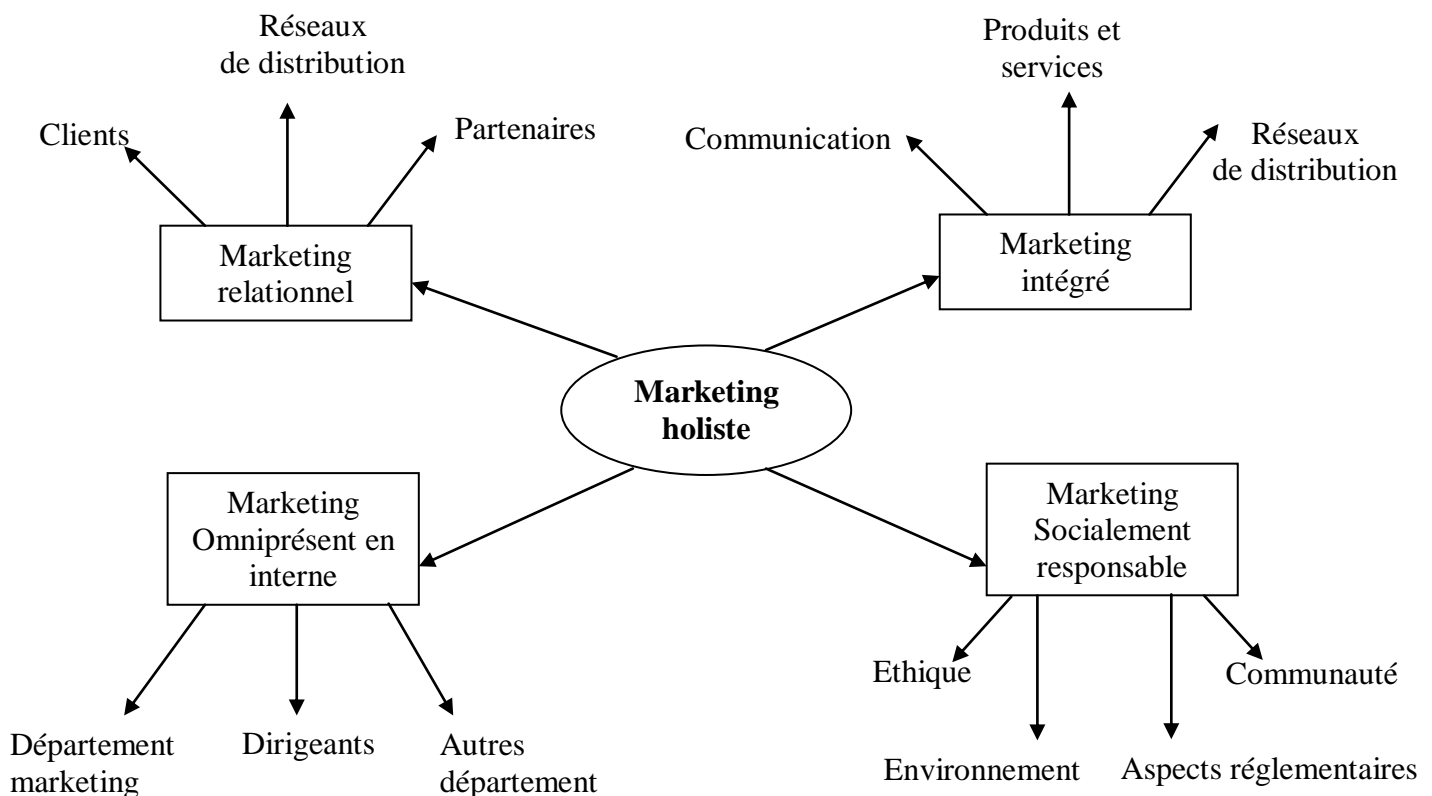 Réseaux
de distribution
Clients
Partenaires
Marketing
relationnel
Produits et
services
Communication
Réseaux
de distribution
Marketing
intégré
Marketing
holiste
Marketing
Omniprésent en
interne
Département
marketing
Dirigeants
Autres
département
Marketing
Socialement
responsable
Ethique
Communauté
Environnement
Aspects réglementaires